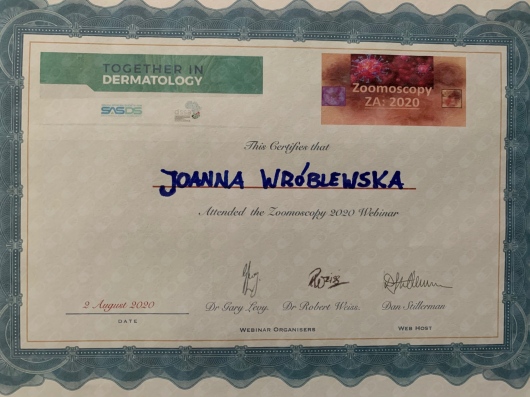 TOGETHER IN
DERMATOLOGY
SASDS
Zoomoscopy
ZA: 2020
This Certifies that
JOANNA WRÓBLEWSKA
Attended the Zoomoscopy 2020 Webinar
2 August 2020
DATE
Dr Gary Levy.
Dr Robert Weiss.
Dan Stillerman
WEBINAR ORGANISERS
WEB HOST